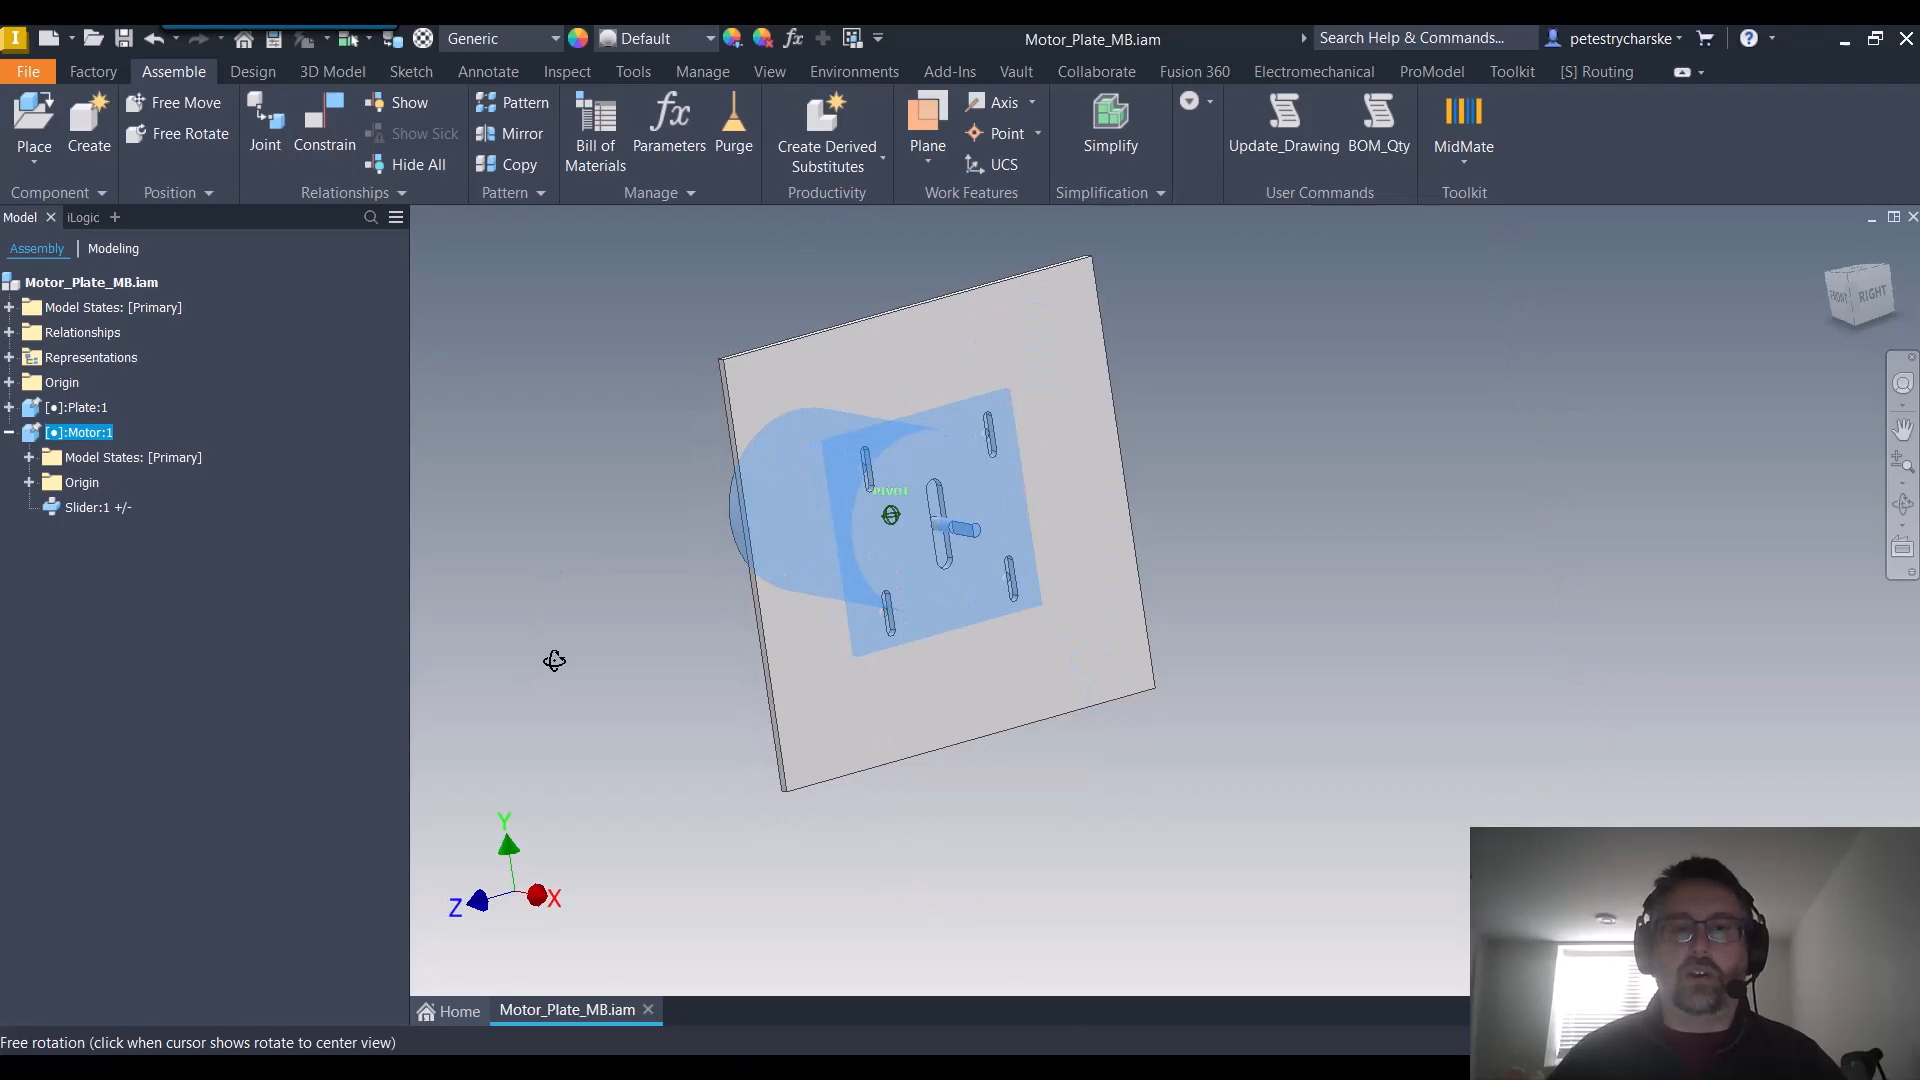 I
Generic
Default
fx
Motor_Plate_MB.iam
Search Help & Commands...
petestrycharske
?
File
Factory
Assemble
Design
3D Model
Sketch
Annotate
Inspect
Tools
Manage
View
Environments
Add-Ins
Vault
Collaborate
Fusion 360
Electromechanical
ProModel
Toolkit
[S] Routing
Place
Create
Component
Free Move
Free Rotate
Position
Joint
Constrain
Show
Show Sick
Hide All
Relationships
Pattern
Mirror
Copy
Pattern
Bill of
Materials
fx
Parameters
Purge
Manage
Create Derived
Substitutes
Productivity
Plane
Axis
Point
UCS
Work Features
Simplify
Simplification
Update_Drawing
BOM_Qty
User Commands
MidMate
Toolkit
Model
iLogic
Assembly
Modeling
Motor_Plate_MB.iam
Model States: [Primary]
Relationships
Representations
Origin
[●]:Plate:1
[●]:Motor:1
Model States: [Primary]
Origin
Slider:1 +/-
PIVOT
FRONT
RIGHT
Y
Z
X
Home
Motor_Plate_MB.iam
Free rotation (click when cursor shows rotate to center view)